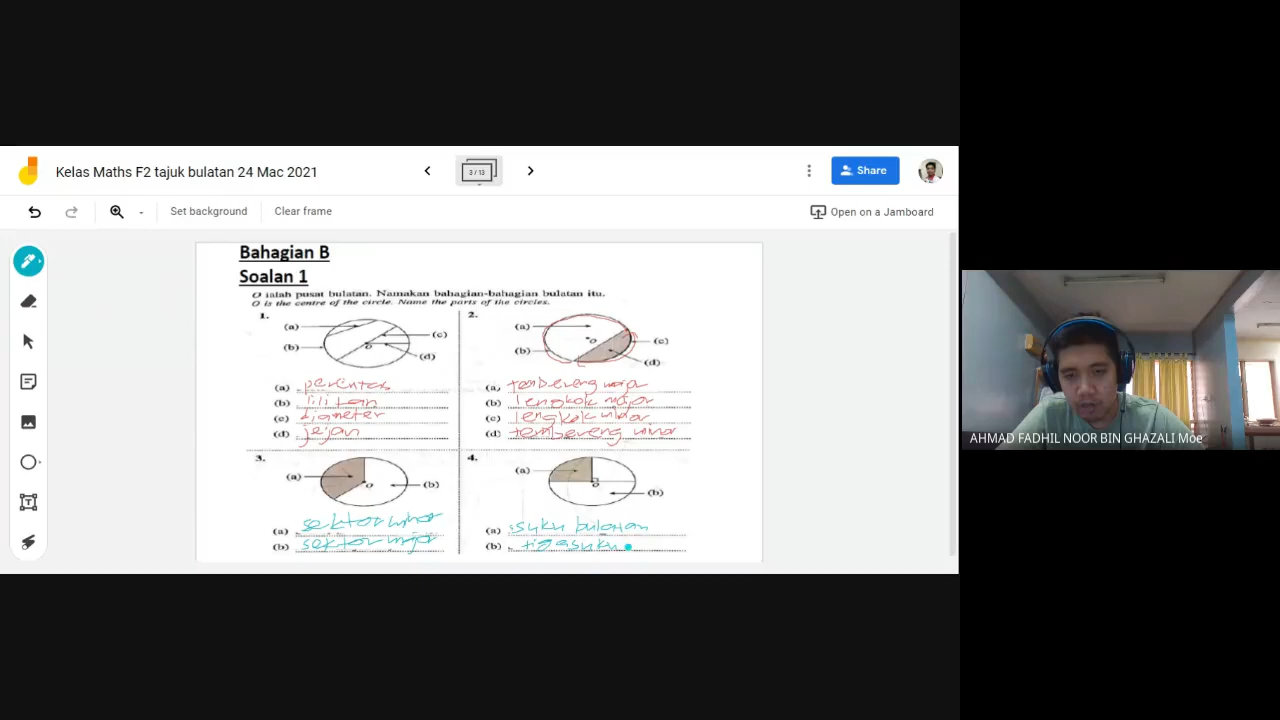 Kelas Maths F2 tajuk bulatan 24 Mac 2021
3 / 13
Share
Set background
Clear frame
Open on a Jamboard
Bahagian B
Soalan 1
O ialah pusat bulatan. Namakan bahagian-bahagian bulatan itu.
O is the centre of the circle. Name the parts of the circles.
1.
(a)
(b)
O
(c)
(d)
(a) perentas
(b) lilitan
(c) diameter
(d) jejari
2.
(a)
(b)
O
(c)
(d)
(a) tembereng major
(b) lengkok major
(c) lengkok minor
(d) tembereng minor
3.
(a)
O
(b)
(a) sektor minor
(b) sektor major
4.
(a)
O
(b)
(a) suku bulatan
(b) tiga suku
AHMAD FADHIL NOOR BIN GHAZALI Moe